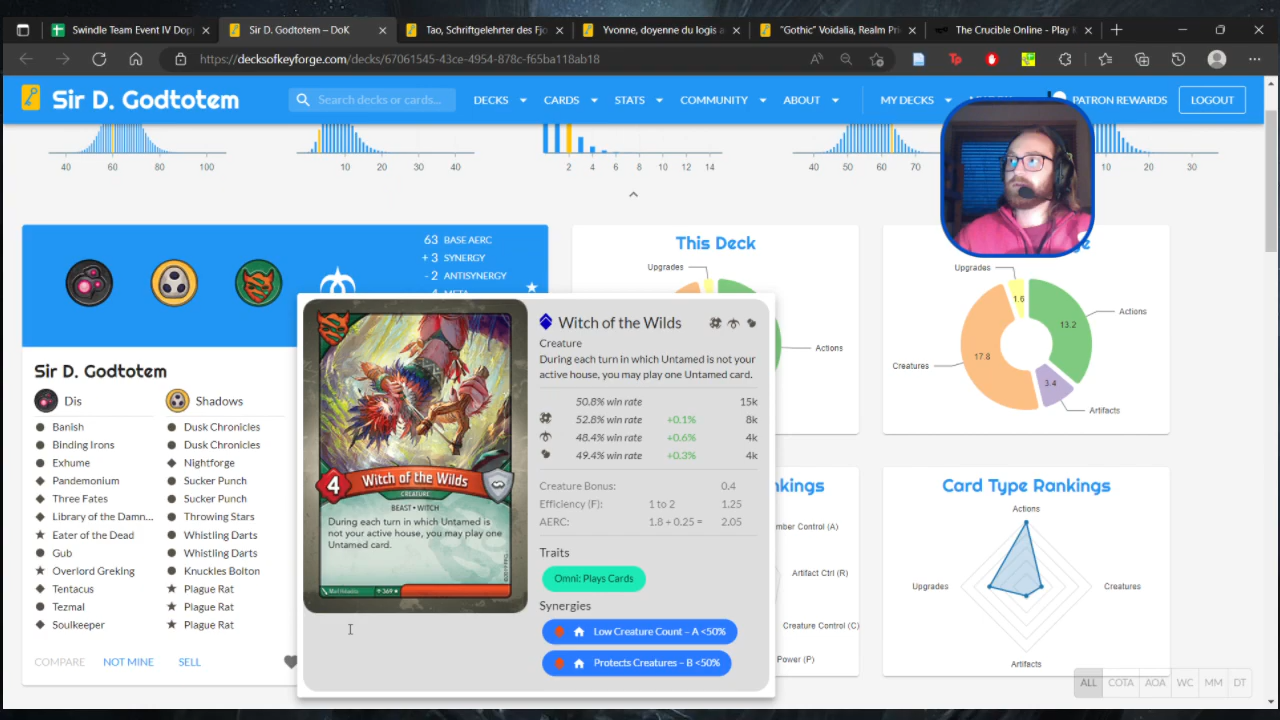 Swindle Team Event IV Dop
Sir D. Godtotem – DoK
Tao, Schriftgelehrter des Fjo
Yvonne, doyenne du logis a
"Gothic" Voidalia, Realm Pri
The Crucible Online - Play K
https://decksofkeyforge.com/decks/67061545-43ce-4954-878c-f65ba118ab18
Sir D. Godtotem
Search decks or cards...
DECKS
CARDS
STATS
COMMUNITY
ABOUT
MY DECKS
PATRON REWARDS
LOGOUT
40 60 80 100
10 20 30 40
2 4 6 8 10 12
40 50 60 70
10 20 30
63 BASE AERC
+ 3 SYNERGY
- 2 ANTISYNERGY
META
This Deck
Upgrades
Actions
Upgrades
1.6
13.2
Actions
17.8
Creatures
3.4
Artifacts
Sir D. Godtotem
Dis
Banish
Binding Irons
Exhume
Pandemonium
Three Fates
Library of the Damn...
Eater of the Dead
Gub
Overlord Greking
Tentacus
Tezmal
Soulkeeper
Shadows
Dusk Chronicles
Dusk Chronicles
Nightforge
Sucker Punch
Sucker Punch
Throwing Stars
Whistling Darts
Whistling Darts
Knuckles Bolton
Plague Rat
Plague Rat
Plague Rat
COMPARE
NOT MINE
SELL
4
Witch of the Wilds
CREATURE
BEAST • WITCH
During each turn in which Untamed is
not your active house, you may play one
Untamed card.
369
Witch of the Wilds
Creature
During each turn in which Untamed is not your
active house, you may play one Untamed card.
50.8% win rate 15k
52.8% win rate +0.1% 8k
48.4% win rate +0.6% 4k
49.4% win rate +0.3% 4k
Creature Bonus: 0.4
Efficiency (F): 1 to 2 1.25
AERC: 1.8 + 0.25 = 2.05
Traits
Omni: Plays Cards
Synergies
Low Creature Count – A <50%
Protects Creatures – B <50%
nkings
mber Control (A)
Artifact Ctrl (R)
Creature Control (C)
Power (P)
Card Type Rankings
Actions
Upgrades
Creatures
Artifacts
ALL
COTA
AOA
WC
MM
DT